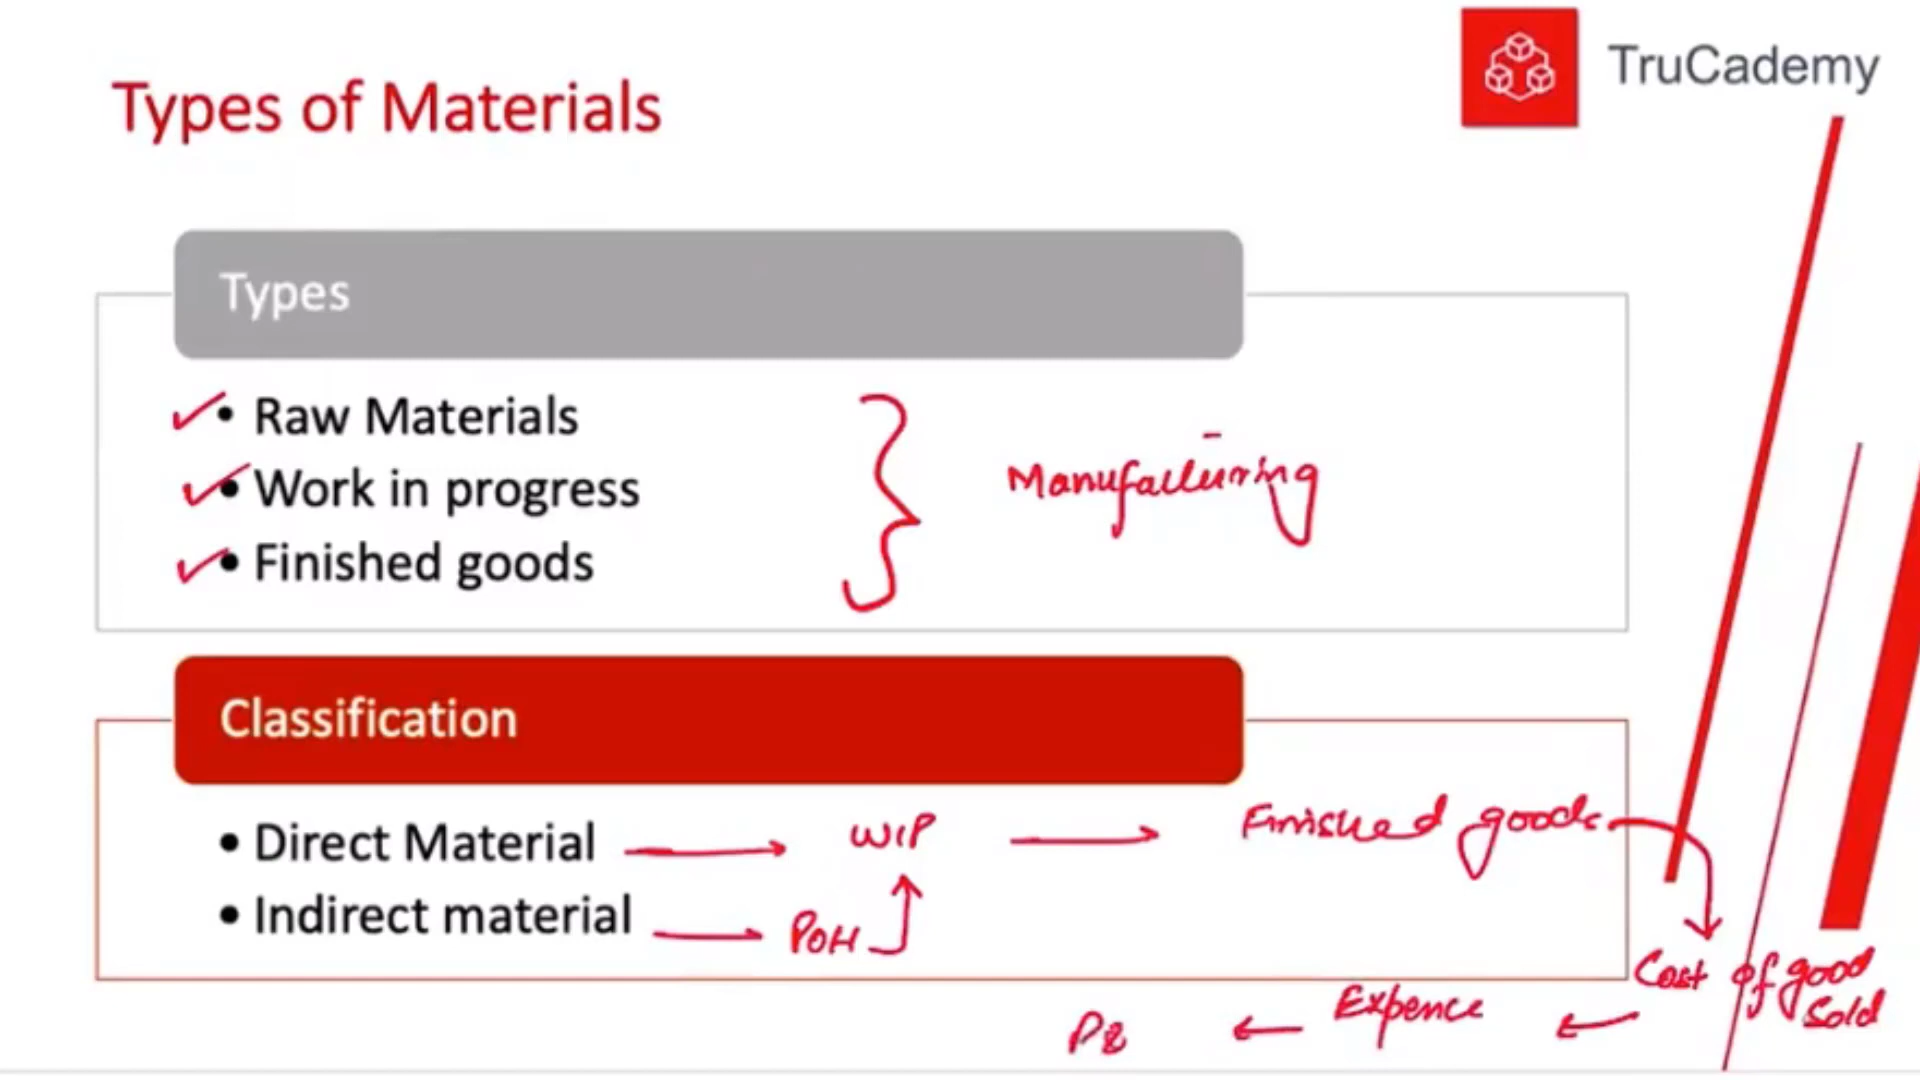 TruCademy
Types of Materials
Types
• Raw Materials
• Work in progress
• Finished goods
Manufacturing
Classification
• Direct Material → WIP → Finished goods
• Indirect material → POH
Cost of good
Sold
P& ← Expence ←